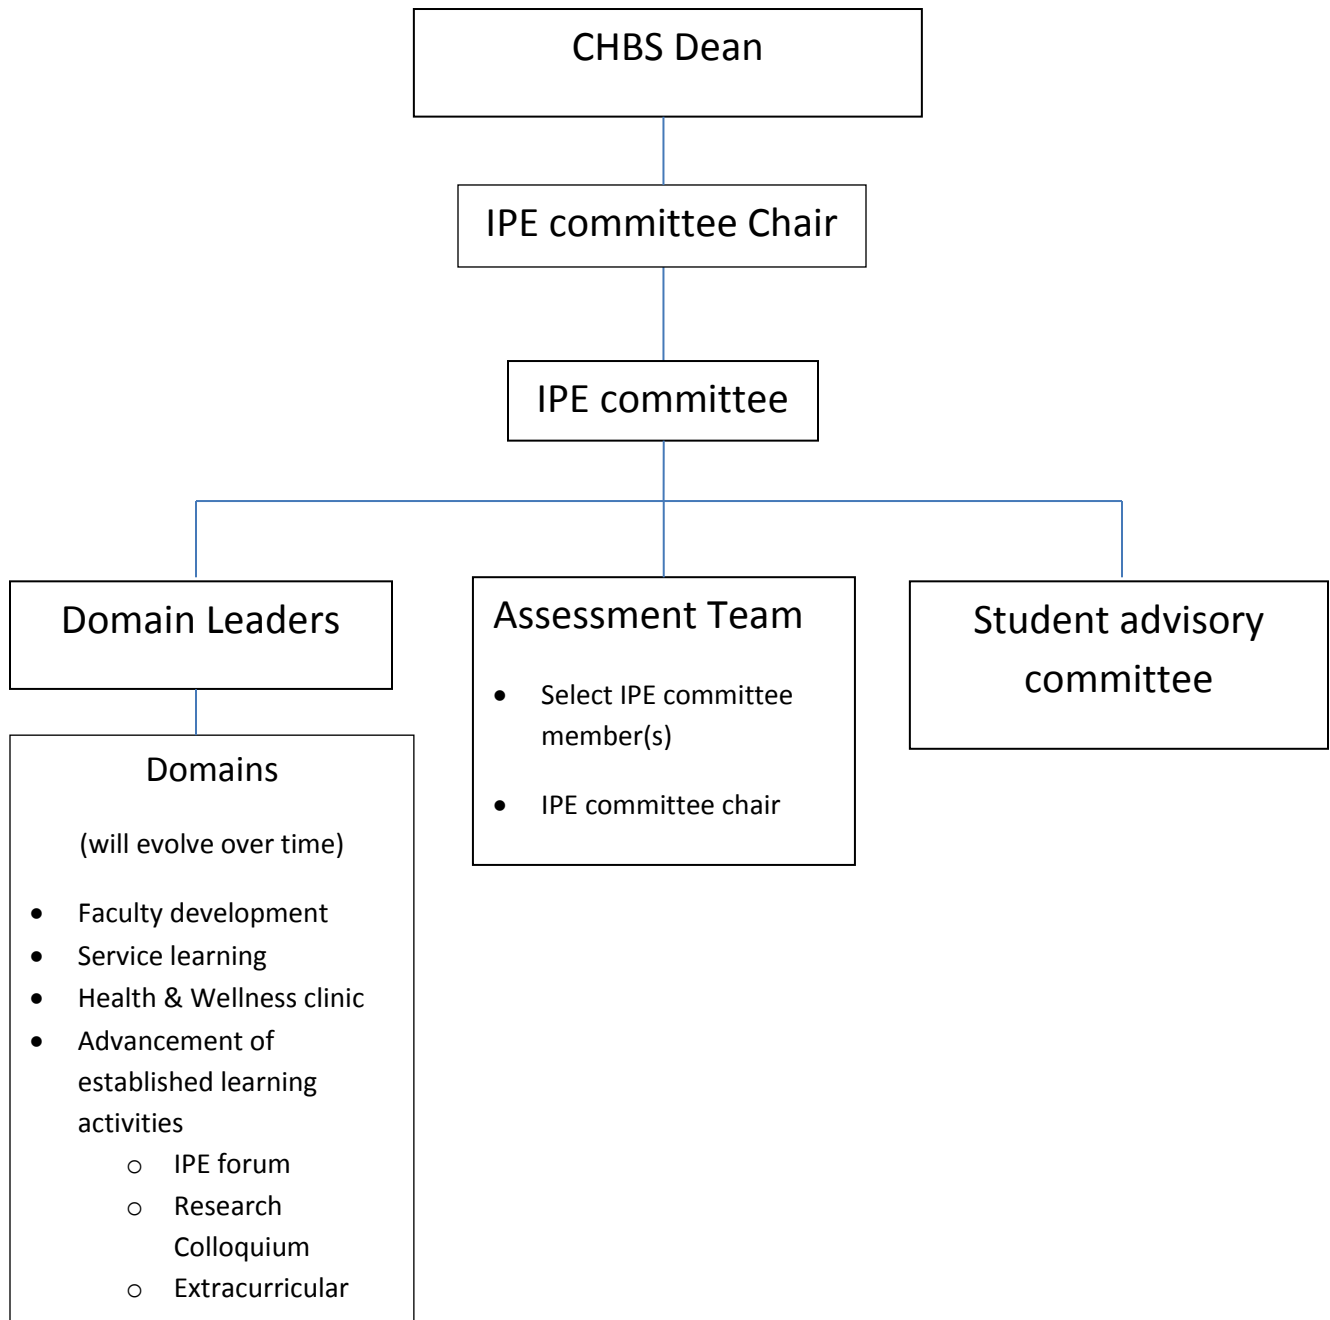 CHBS Dean
IPE committee Chair
IPE committee
Domain Leaders
Domains
(will evolve over time)
• Faculty development
• Service learning
• Health & Wellness clinic
• Advancement of
established learning
activities
o IPE forum
o Research
Colloquium
o Extracurricular
Assessment Team
• Select IPE committee
member(s)
• IPE committee chair
Student advisory
committee